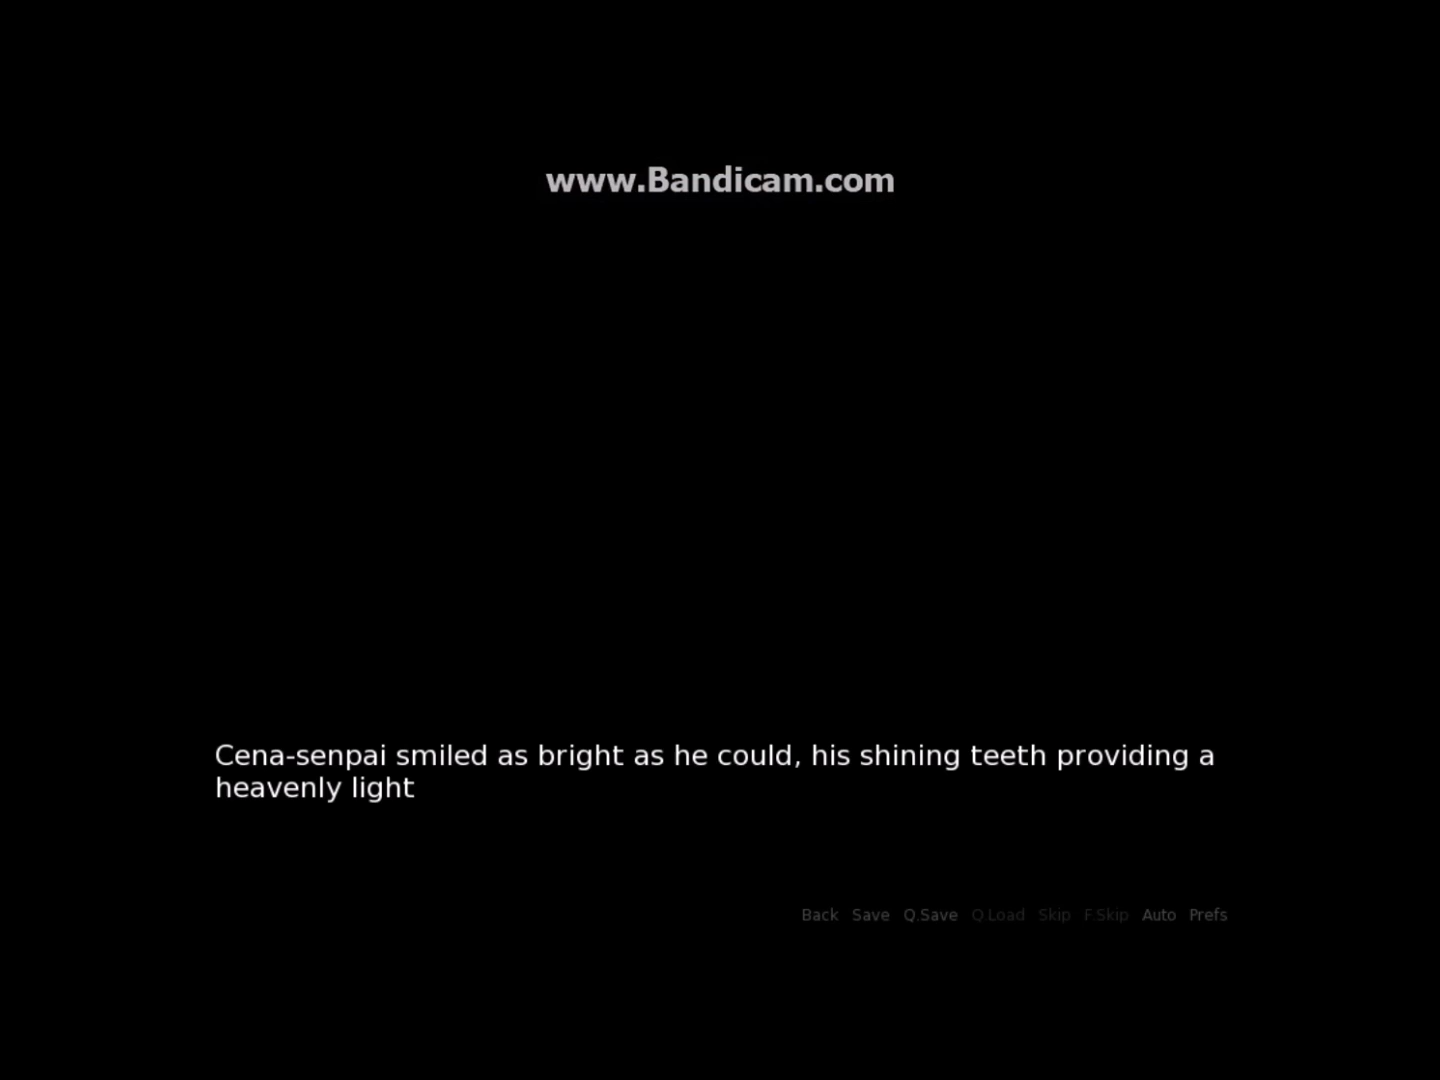 www.Bandicam.com
Cena-senpai smiled as bright as he could, his shining teeth providing a
heavenly light
Back Save Q.Save Q.Load Skip F.Skip Auto Prefs